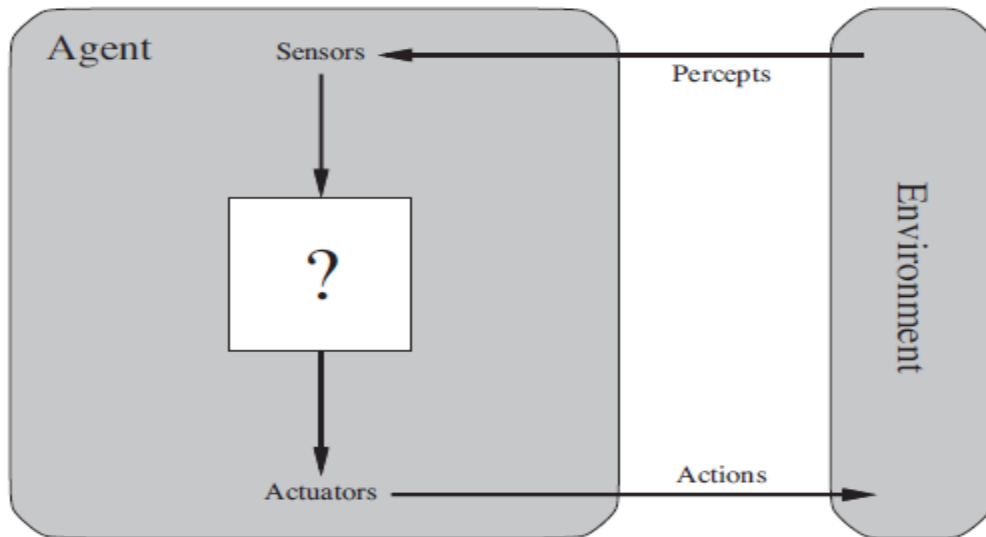 Agent
Sensors
Percepts
?
Environment
Actuators
Actions